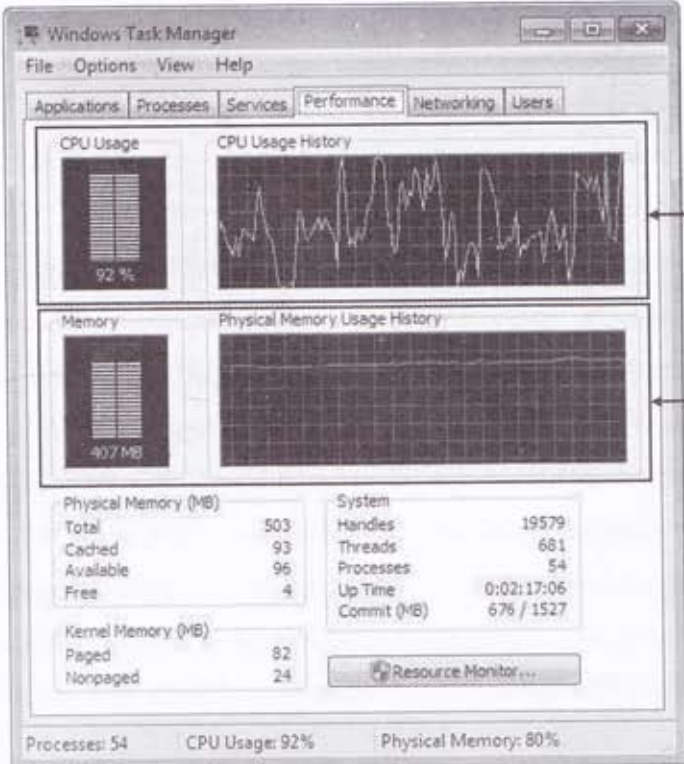 Windows Task Manager
File Options View Help
Applications Processes Services Performance Networking Users
CPU Usage CPU Usage History
92 %
Memory Physical Memory Usage History
407 MB
Physical Memory (MB)
Total 503
Cached 93
Available 96
Free 4
System
Handles 19579
Threads 681
Processes 54
Up Time 0:02:17:06
Commit (MB) 676 / 1527
Kernel Memory (MB)
Paged 82
Nonpaged 24
Resource Monitor...
Processes: 54 CPU Usage: 92% Physical Memory: 80%